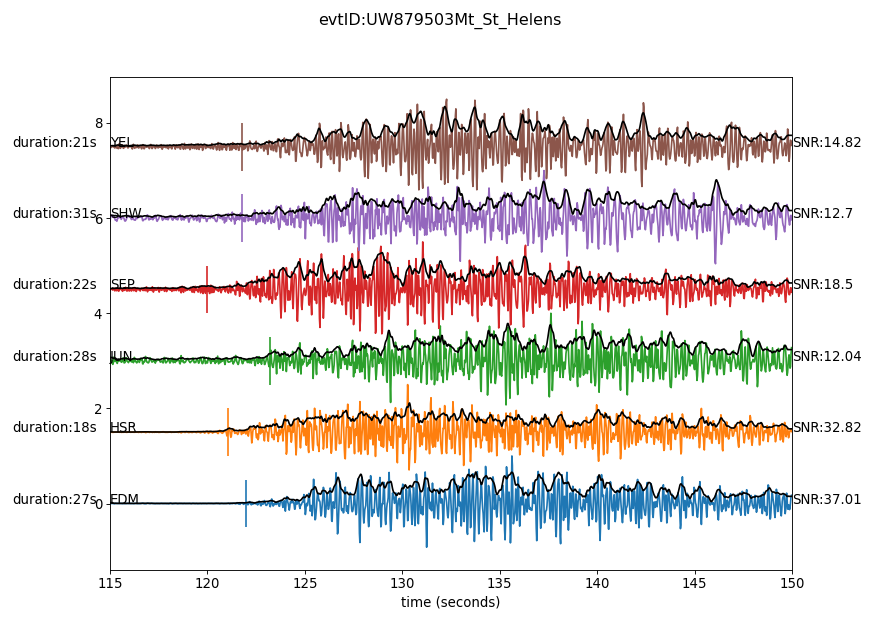 evtID:UW879503Mt_St_Helens
8
duration:21s YEL SNR:14.82
duration:31s SHW SNR:12.7
6
duration:22s SEP SNR:18.5
4
duration:28s JUN SNR:12.04
2
duration:18s HSR SNR:32.82
duration:27s EDM SNR:37.01
0
115 120 125 130 135 140 145 150
time (seconds)